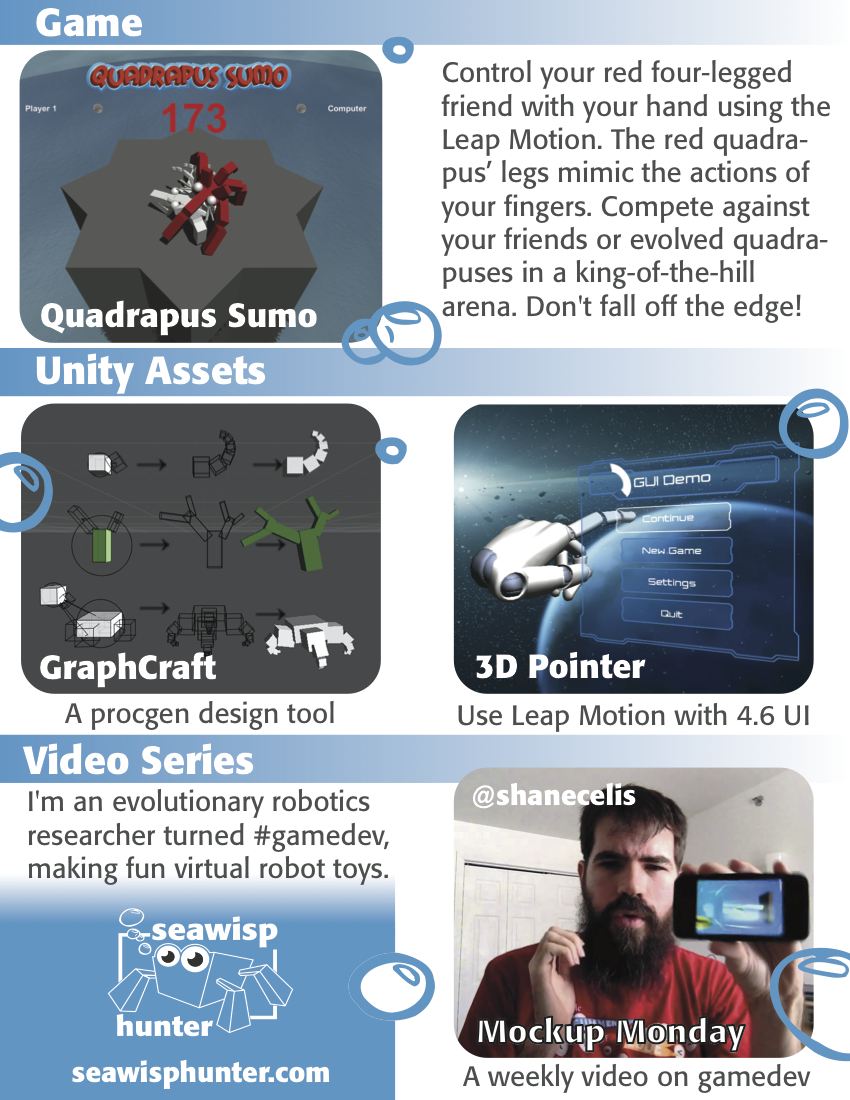 Game
QUADRAPUS SUMO
Player 1
Computer
173
Quadrapus Sumo
Control your red four-legged
friend with your hand using the
Leap Motion. The red quadra-
pus’ legs mimic the actions of
your fingers. Compete against
your friends or evolved quadra-
puses in a king-of-the-hill
arena. Don't fall off the edge!
Unity Assets
GraphCraft
A procgen design tool
GUI Demo
Continue
New Game
Settings
Quit
3D Pointer
Use Leap Motion with 4.6 UI
Video Series
I'm an evolutionary robotics
researcher turned #gamedev,
making fun virtual robot toys.
seawisp
hunter
seawisphunter.com
@shanecelis
Mockup Monday
A weekly video on gamedev